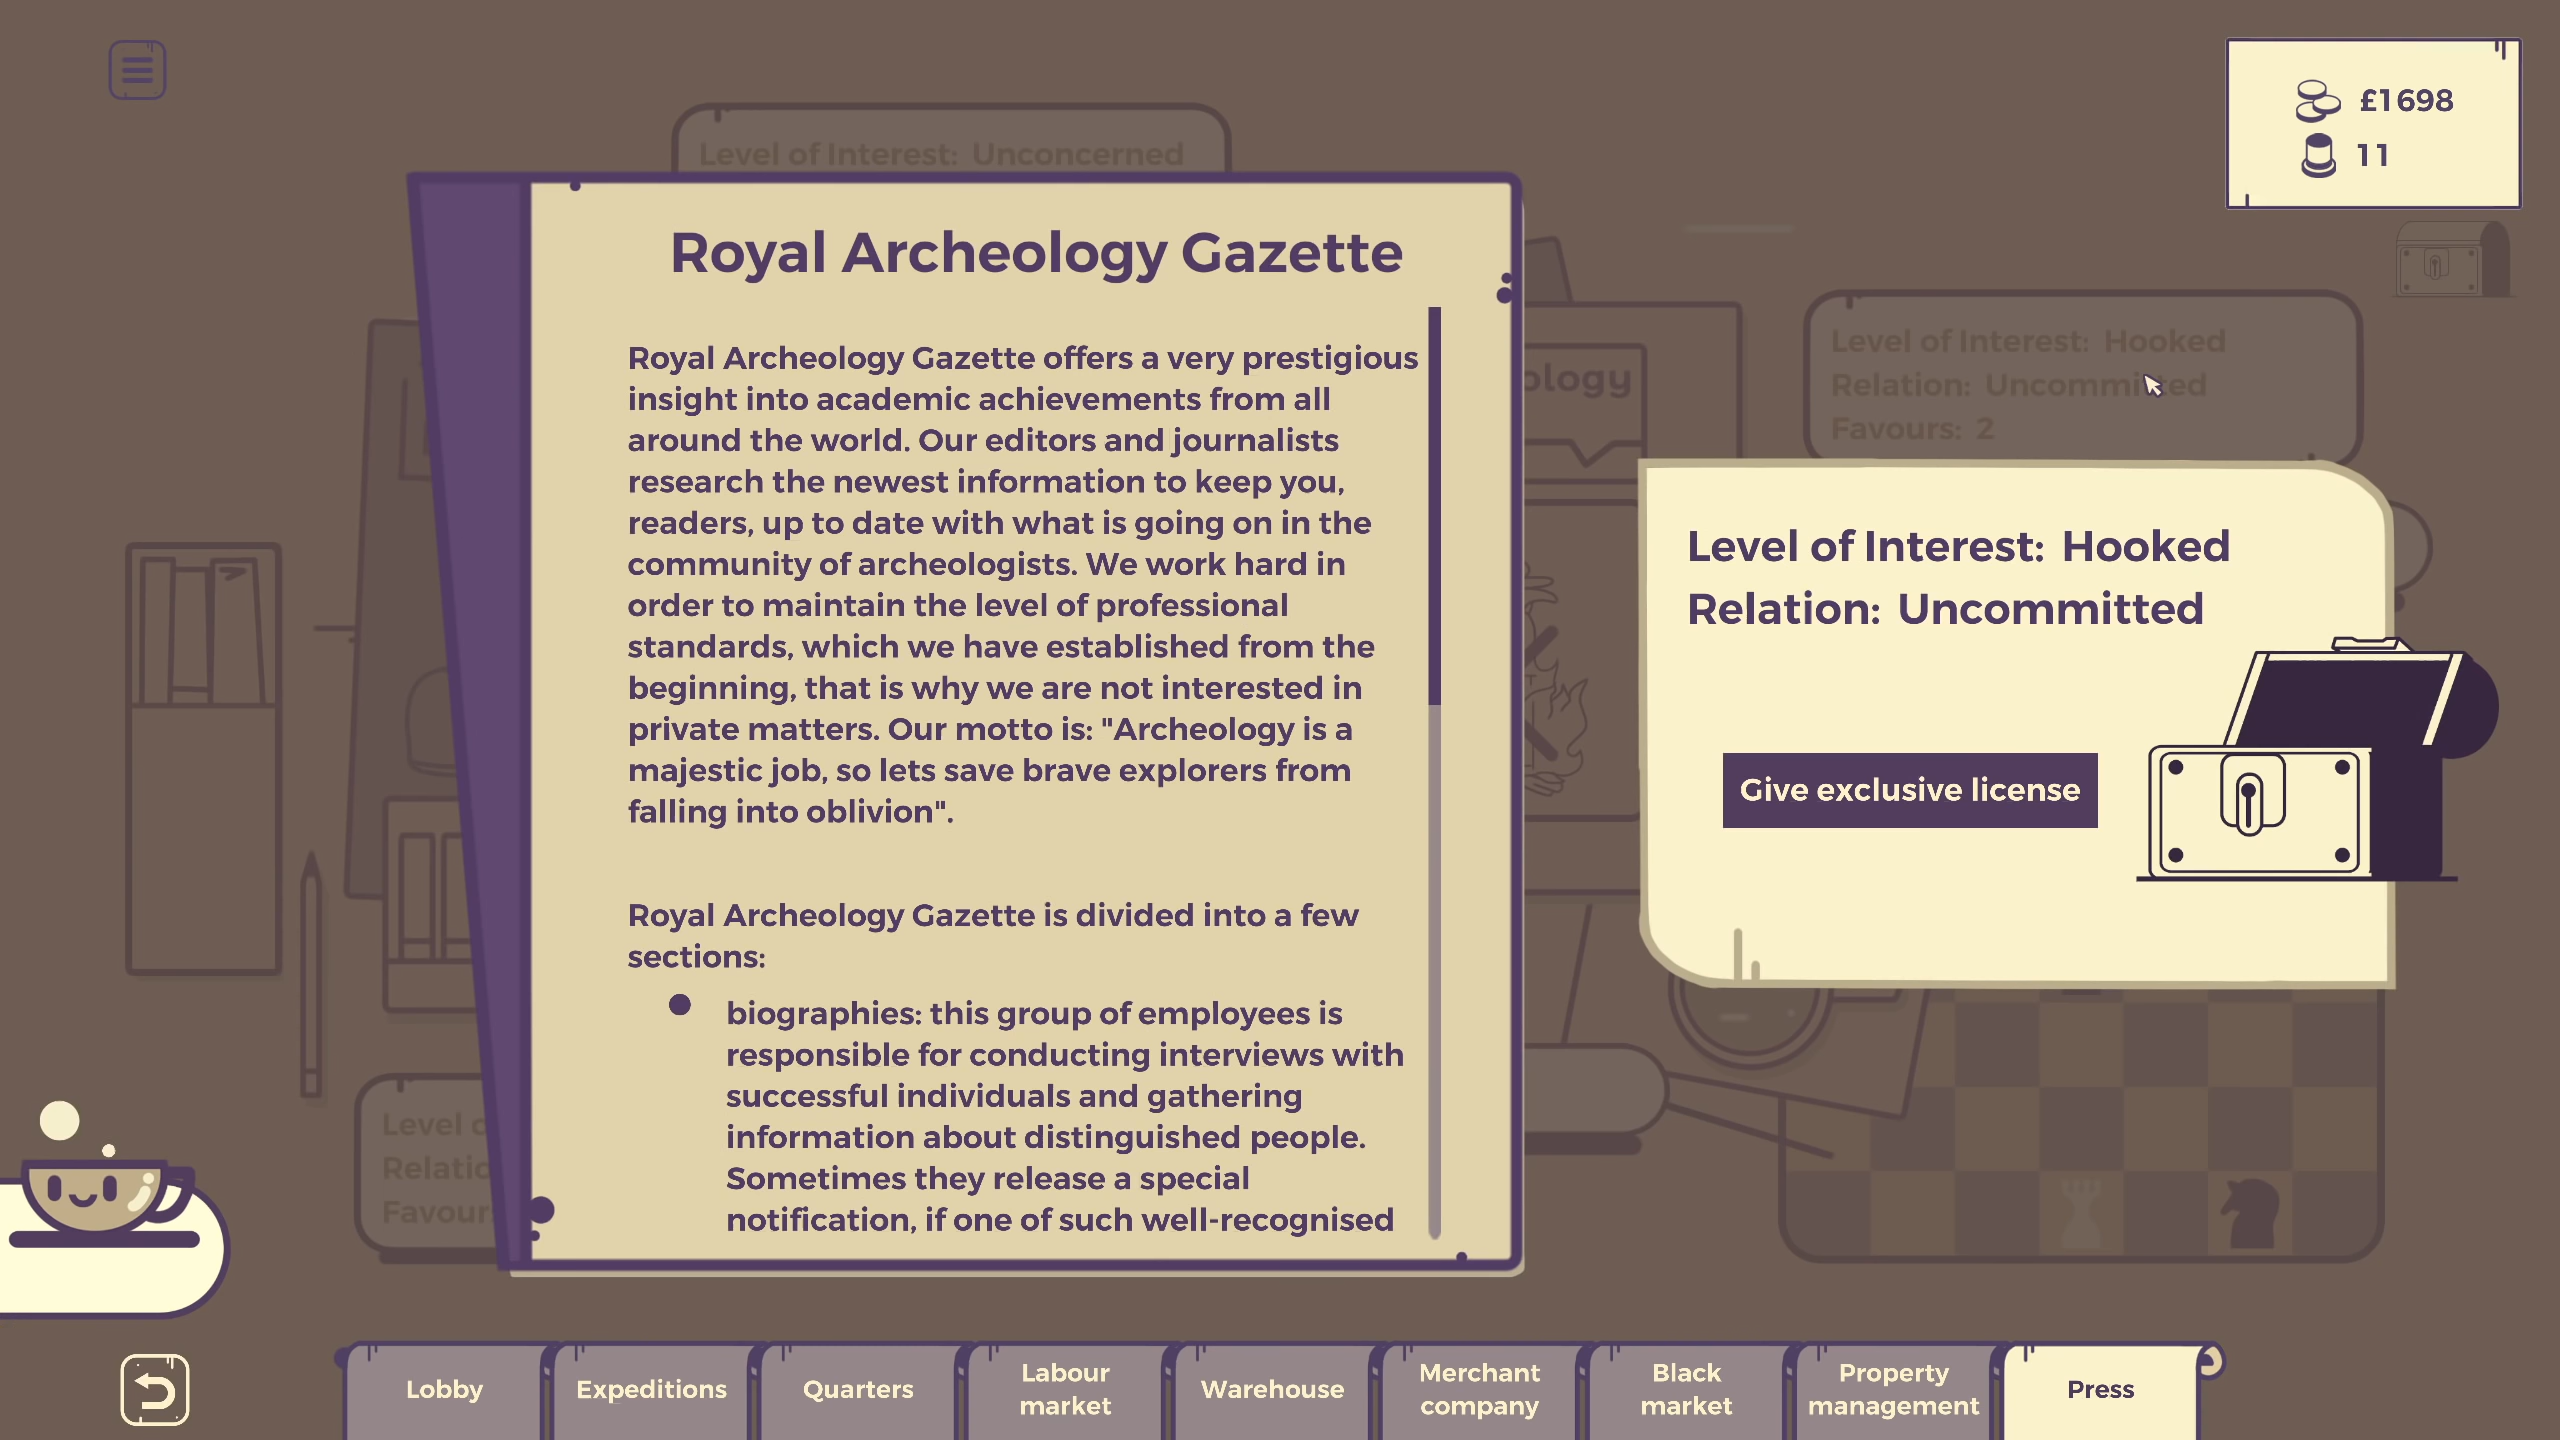 £1698
11
Level of Interest: Unconcerned
Royal Archeology Gazette
Royal Archeology Gazette offers a very prestigious
insight into academic achievements from all
around the world. Our editors and journalists
research the newest information to keep you,
readers, up to date with what is going on in the
community of archeologists. We work hard in
order to maintain the level of professional
standards, which we have established from the
beginning, that is why we are not interested in
private matters. Our motto is: "Archeology is a
majestic job, so lets save brave explorers from
falling into oblivion".
Royal Archeology Gazette is divided into a few
sections:
biographies: this group of employees is
responsible for conducting interviews with
successful individuals and gathering
information about distinguished people.
Sometimes they release a special
notification, if one of such well-recognised
Level of Interest: Hooked
Relation: Uncommitted
Favours: 2
Level of Interest: Hooked
Relation: Uncommitted
Give exclusive license
Level
Lobby
Expeditions
Quarters
Labour
market
Warehouse
Merchant
company
Black
market
Property
management
Press